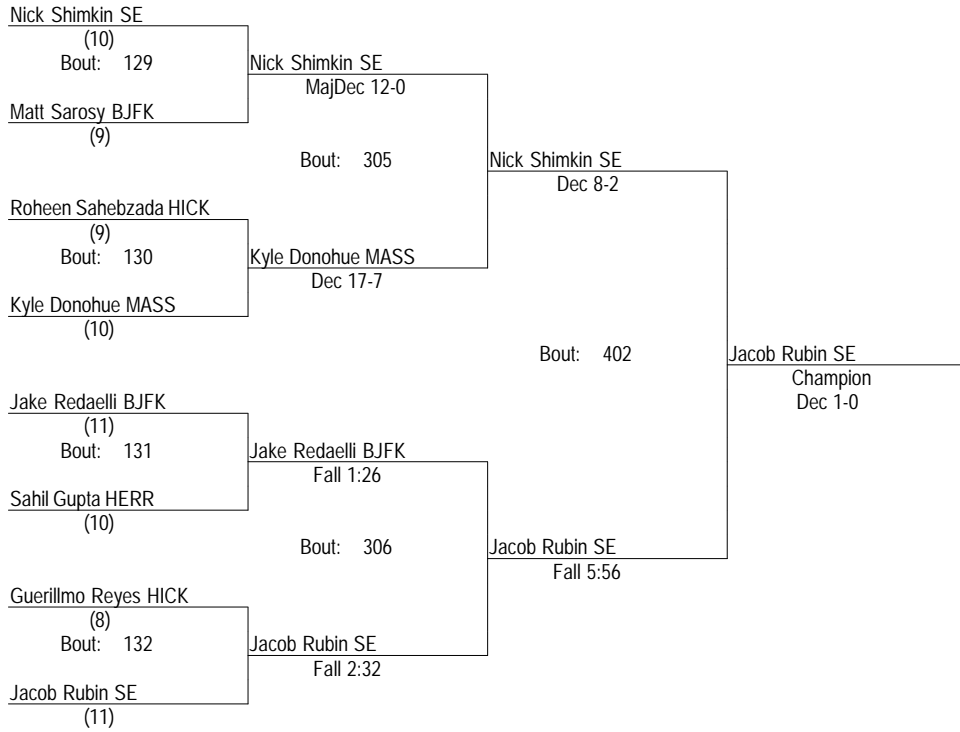 Nick Shimkin SE
(10)
Bout: 129
Matt Sarosy BJFK
(9)
Nick Shimkin SE
MajDec 12-0
Bout: 305
Roheen Sahebzada HICK
(9)
Bout: 130
Kyle Donohue MASS
(10)
Kyle Donohue MASS
Dec 17-7
Nick Shimkin SE
Dec 8-2
Bout: 402
Jake Redaelli BJFK
(11)
Bout: 131
Sahil Gupta HERR
(10)
Jake Redaelli BJFK
Fall 1:26
Bout: 306
Guerillmo Reyes HICK
(8)
Bout: 132
Jacob Rubin SE
(11)
Jacob Rubin SE
Fall 2:32
Jacob Rubin SE
Fall 5:56
Jacob Rubin SE
Champion
Dec 1-0